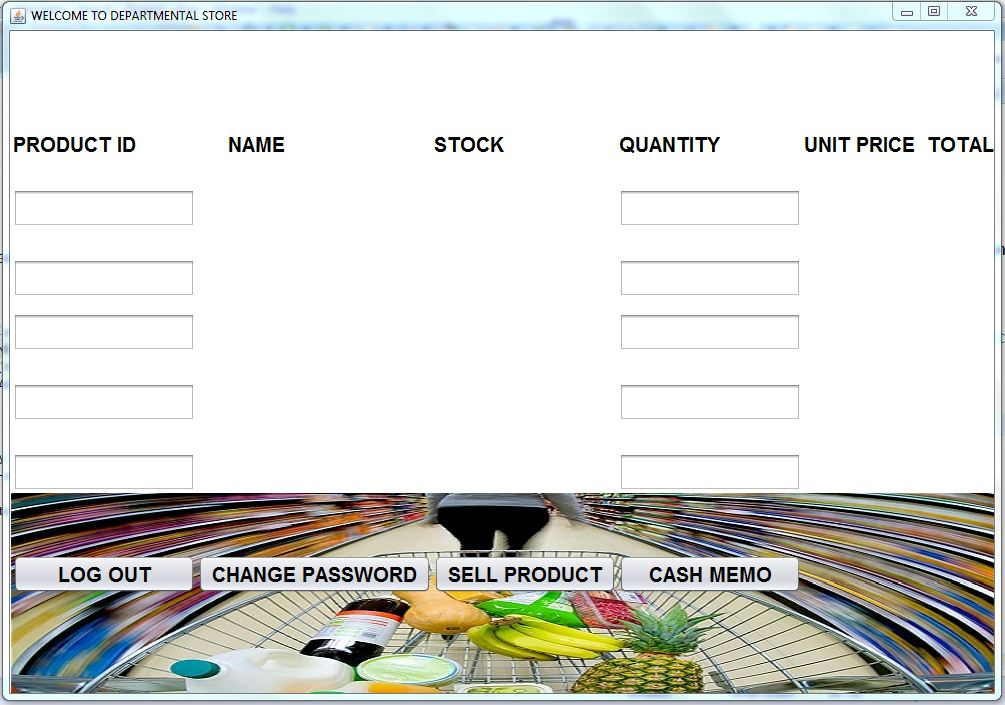 WELCOME TO DEPARTMENTAL STORE
PRODUCT ID NAME STOCK QUANTITY UNIT PRICE TOTAL
LOG OUT CHANGE PASSWORD SELL PRODUCT CASH MEMO